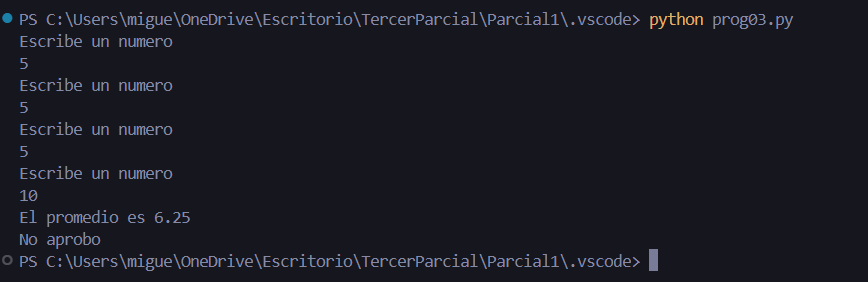 PS C:\Users\migue\OneDrive\Escritorio\TercerParcial\Parcial1\.vscode> python prog03.py
Escribe un numero
5
Escribe un numero
5
Escribe un numero
5
Escribe un numero
10
El promedio es 6.25
No aprobo
PS C:\Users\migue\OneDrive\Escritorio\TercerParcial\Parcial1\.vscode>